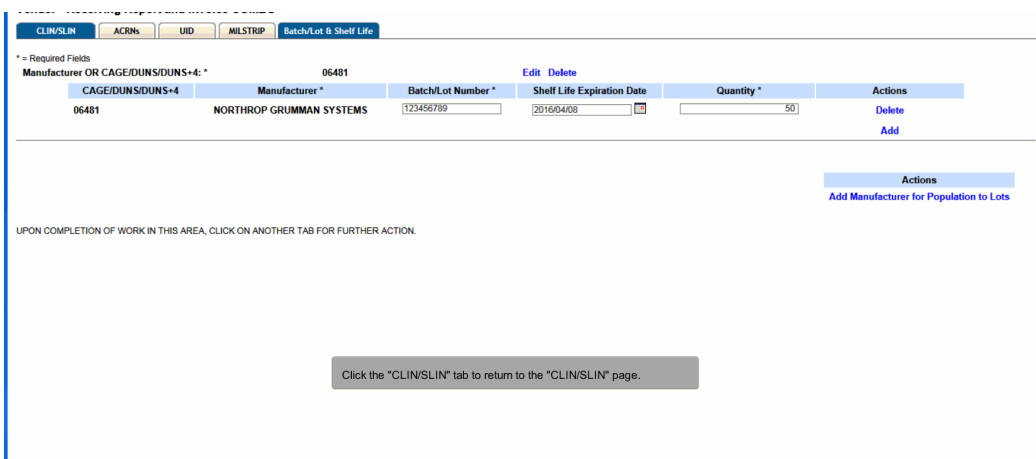 CLIN/SLIN ACRNs UID MILSTRIP Batch/Lot & Shelf Life
* = Required Fields
Manufacturer OR CAGE/DUNS/DUNS+4: * 06481 Edit Delete
CAGE/DUNS/DUNS+4 Manufacturer * Batch/Lot Number * Shelf Life Expiration Date Quantity * Actions
06481 NORTHROP GRUMMAN SYSTEMS 123456789 2016/04/08 50 Delete
Add
Actions
Add Manufacturer for Population to Lots
UPON COMPLETION OF WORK IN THIS AREA, CLICK ON ANOTHER TAB FOR FURTHER ACTION.
Click the "CLIN/SLIN" tab to return to the "CLIN/SLIN" page.